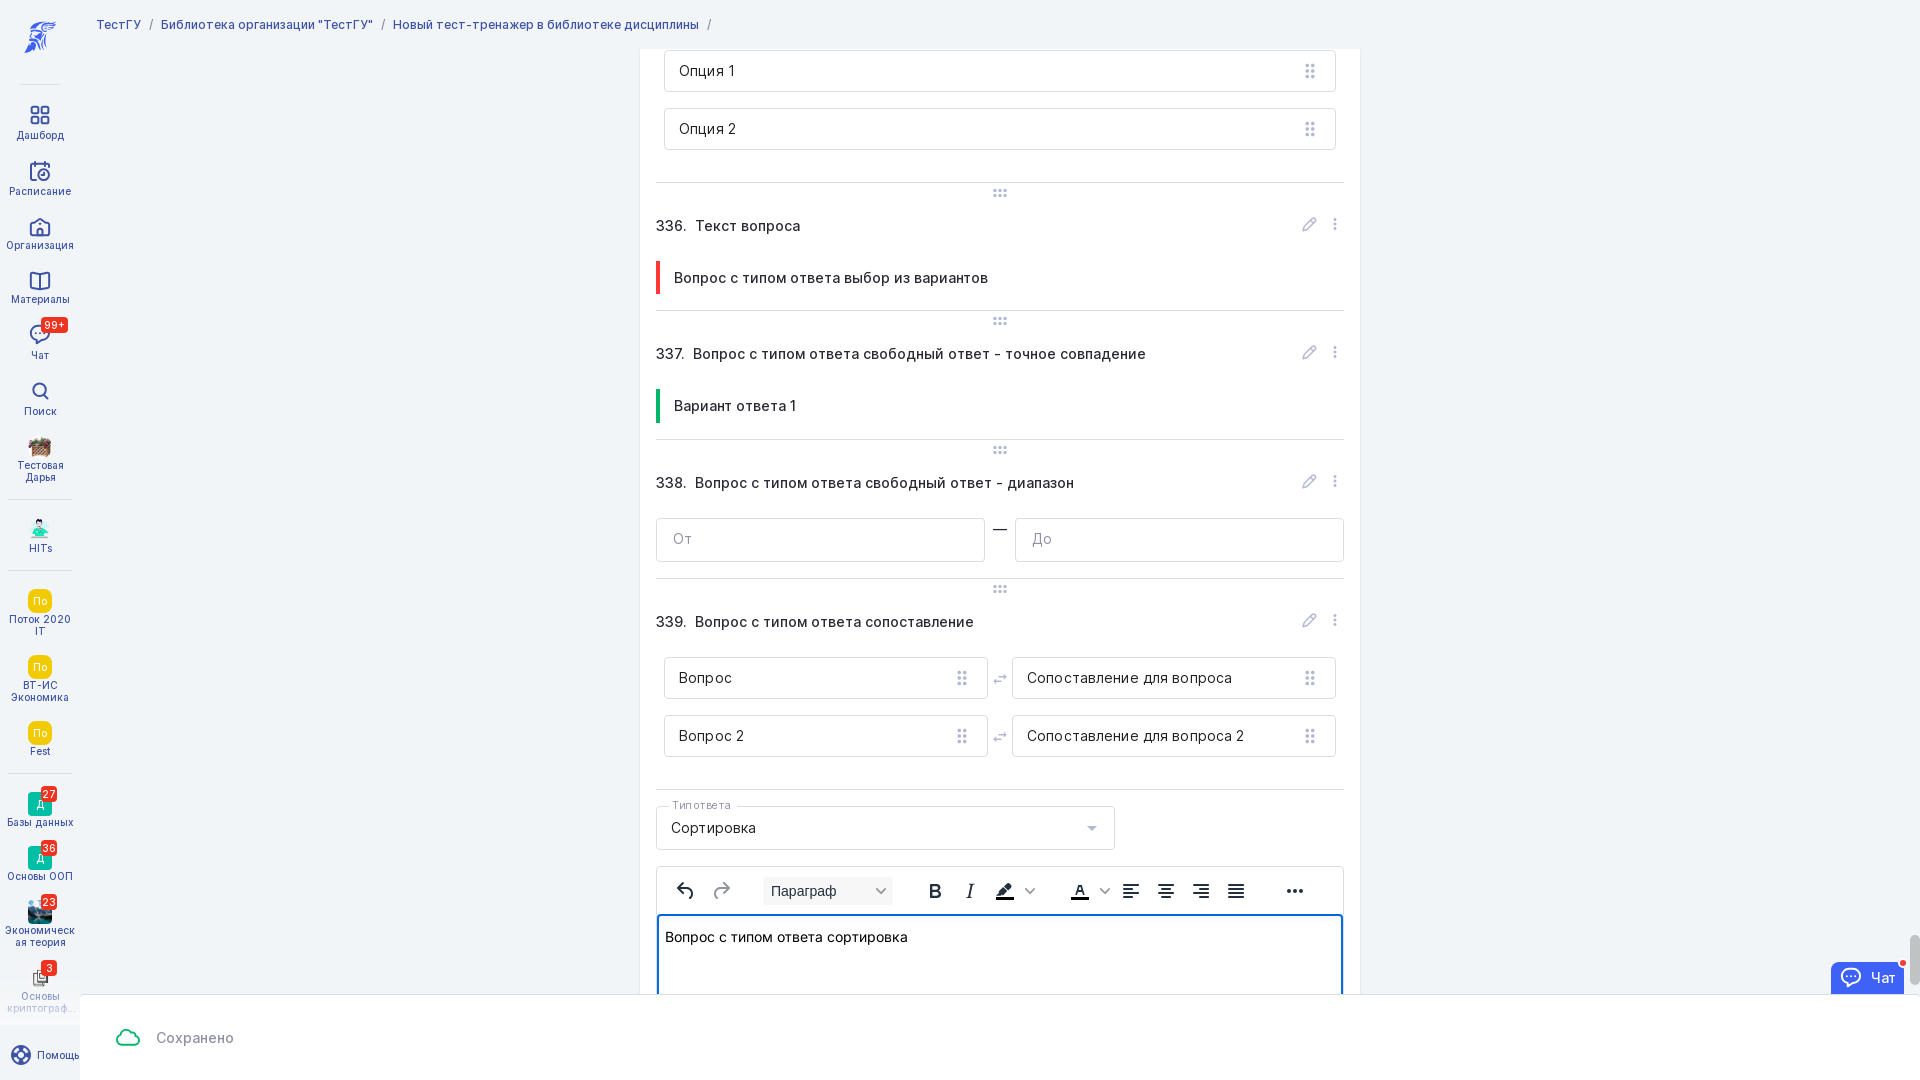 ТестГУ / Библиотека организации "ТестГУ" / Новый тест-тренажер в библиотеке дисциплины /
Дашборд
Расписание
Организация
Материалы
99+
Чат
Поиск
Тестовая
Дарья
HITs
По
Поток 2020
IT
По
ВТ-ИС
Экономика
По
Fest
27
Д
Базы данных
36
Д
Основы ООП
23
Экономическ
ая теория
3
Основы
криптограф...
Помощь
Опция 1
Опция 2
336. Текст вопроса
Вопрос с типом ответа выбор из вариантов
337. Вопрос с типом ответа свободный ответ - точное совпадение
Вариант ответа 1
338. Вопрос с типом ответа свободный ответ - диапазон
От — До
339. Вопрос с типом ответа сопоставление
Вопрос Сопоставление для вопроса
Вопрос 2 Сопоставление для вопроса 2
Тип ответа
Сортировка
Параграф B I A
Вопрос с типом ответа сортировка
Чат
Сохранено